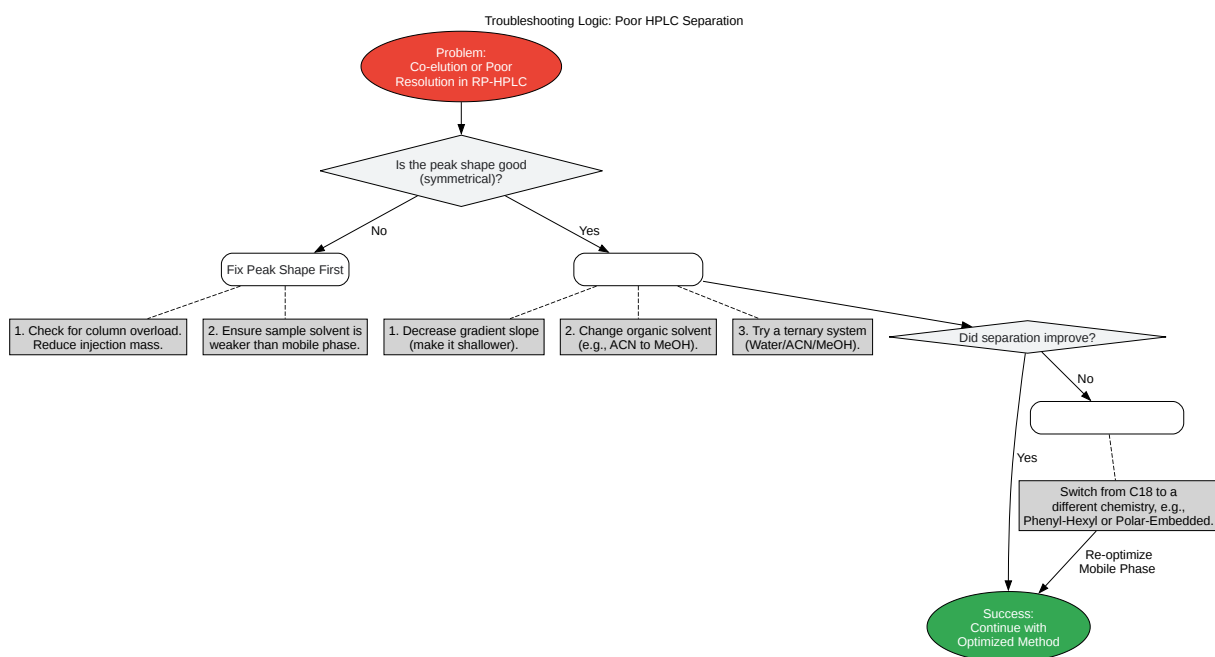 Troubleshooting Logic: Poor HPLC Separation
Problem:
Co-elution or Poor
Resolution in RP-HPLC
Is the peak shape good
(symmetrical)?
No
Yes
Fix Peak Shape First
1. Check for column overload.
Reduce injection mass.
2. Ensure sample solvent is
weaker than mobile phase.
1. Decrease gradient slope
(make it shallower).
2. Change organic solvent
(e.g., ACN to MeOH).
3. Try a ternary system
(Water/ACN/MeOH).
Did separation improve?
No
Yes
Switch from C18 to a
different chemistry, e.g.,
Phenyl-Hexyl or Polar-Embedded.
Re-optimize
Mobile Phase
Success:
Continue with
Optimized Method